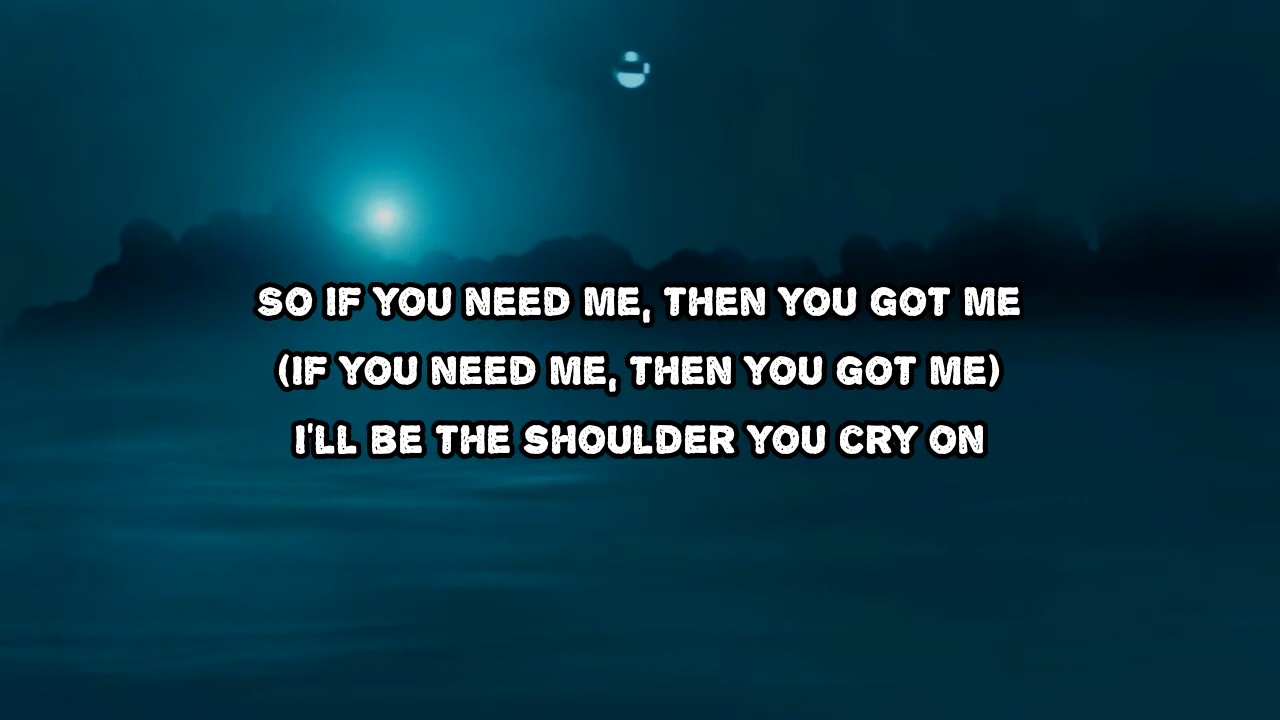 SO IF YOU NEED ME, THEN YOU GOT ME
(IF YOU NEED ME, THEN YOU GOT ME)
I'LL BE THE SHOULDER YOU CRY ON